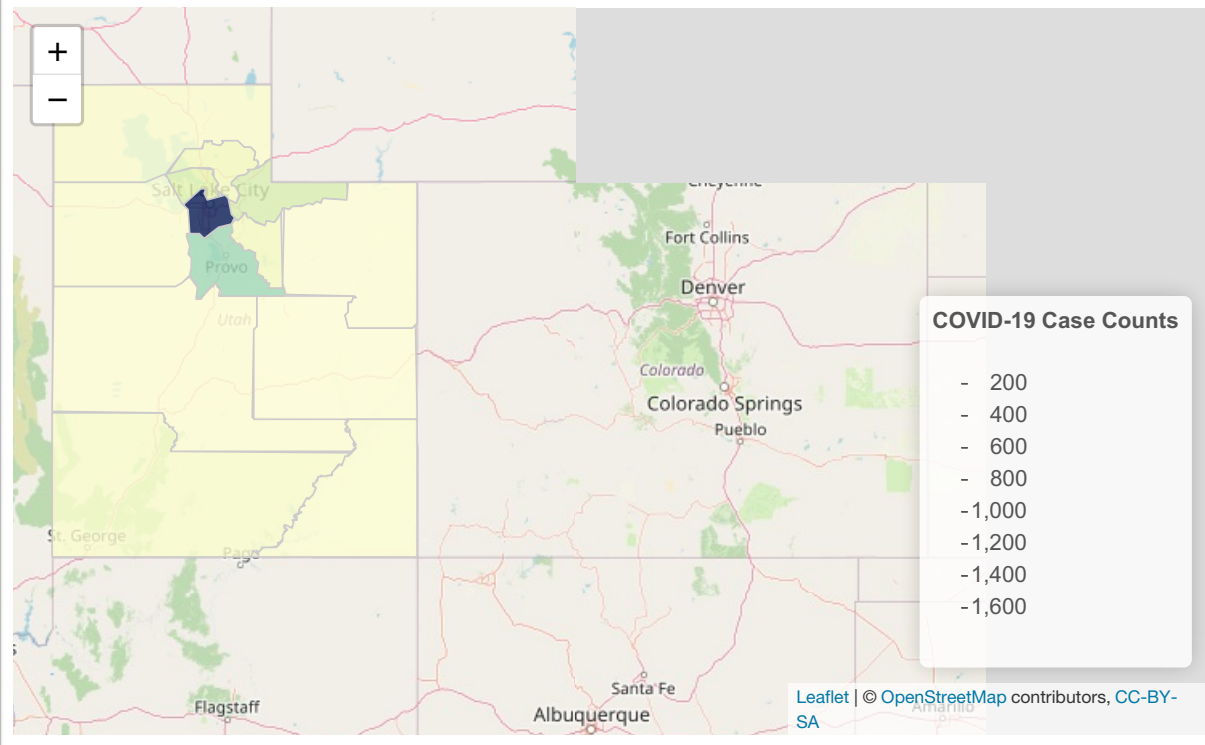 +
−
Salt Lake City
Cheyenne
Fort Collins
Provo
Denver
Utah
COVID-19 Case Counts
Colorado
- 200
Colorado Springs
- 400
Pueblo
- 600
- 800
-1,000
St. George
-1,200
Page
-1,400
-1,600
Santa Fe
Flagstaff
Albuquerque
Leaflet | © OpenStreetMap contributors, CC-BY-
SA
Amarillo